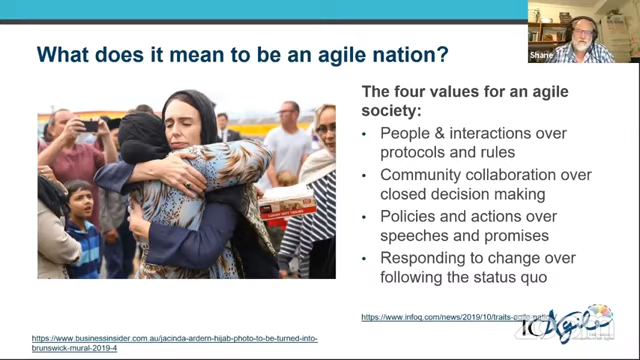 Shane
What does it mean to be an agile nation?
The four values for an agile
society:
• People & interactions over
protocols and rules
• Community collaboration over
closed decision making
• Policies and actions over
speeches and promises
• Responding to change over
following the status quo
https://www.infoq.com/news/2019/10/traits-agile-nation
ICAgile
zoom
https://www.businessinsider.com.au/jacinda-ardern-hijab-photo-to-be-turned-into-
brunswick-mural-2019-4